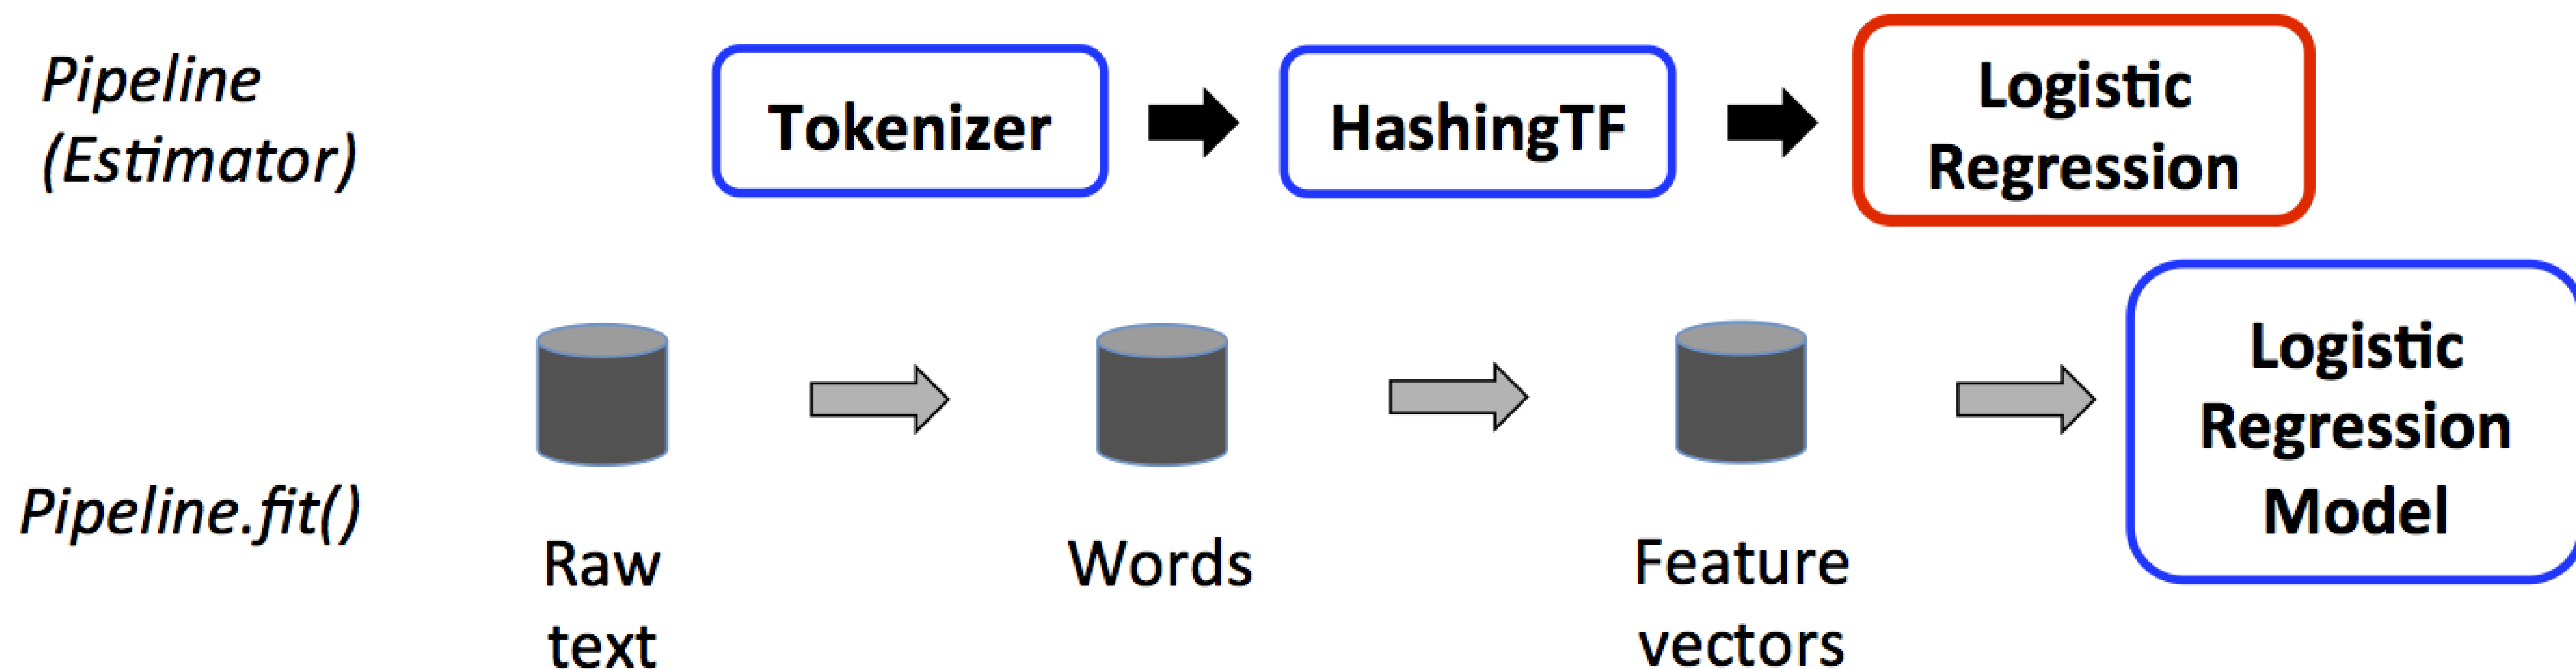 Pipeline
(Estimator)
Tokenizer
HashingTF
Logistic
Regression
Pipeline.fit()
Raw
text
Words
Feature
vectors
Logistic
Regression
Model